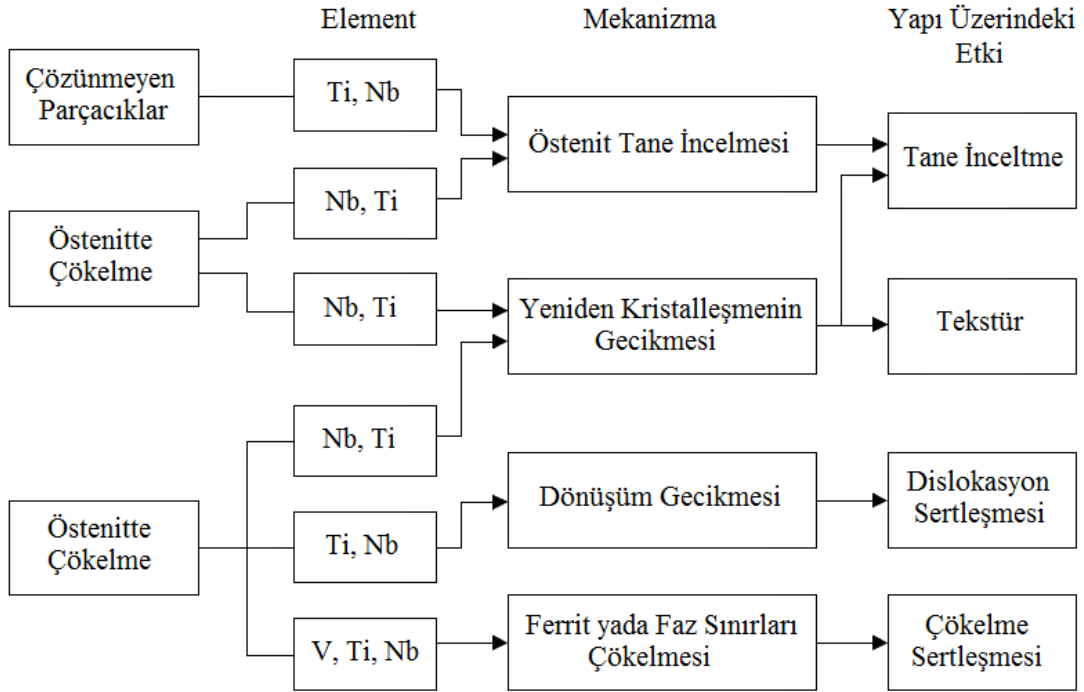 Element
Mekanizma
Yapı Üzerindeki
Etki
Çözünmeyen
Parçacıklar
Ti, Nb
Östenit Tane İncelmesi
Tane İnceltme
Nb, Ti
Östenitte
Çökelme
Nb, Ti
Yeniden Kristalleşmenin
Gecikmesi
Tekstür
Nb, Ti
Östenitte
Çökelme
Ti, Nb
Dönüşüm Gecikmesi
Dislokasyon
Sertleşmesi
V, Ti, Nb
Ferrit yada Faz Sınırları
Çökelmesi
Çökelme
Sertleşmesi